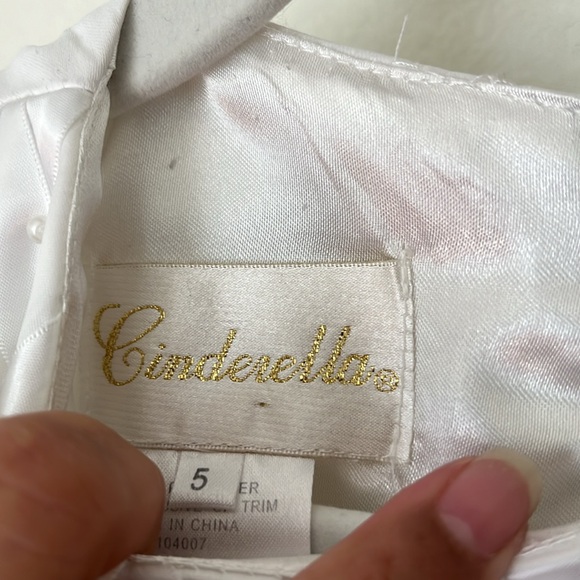 Cinderella®
5
ER
TRIM
IN CHINA
104007